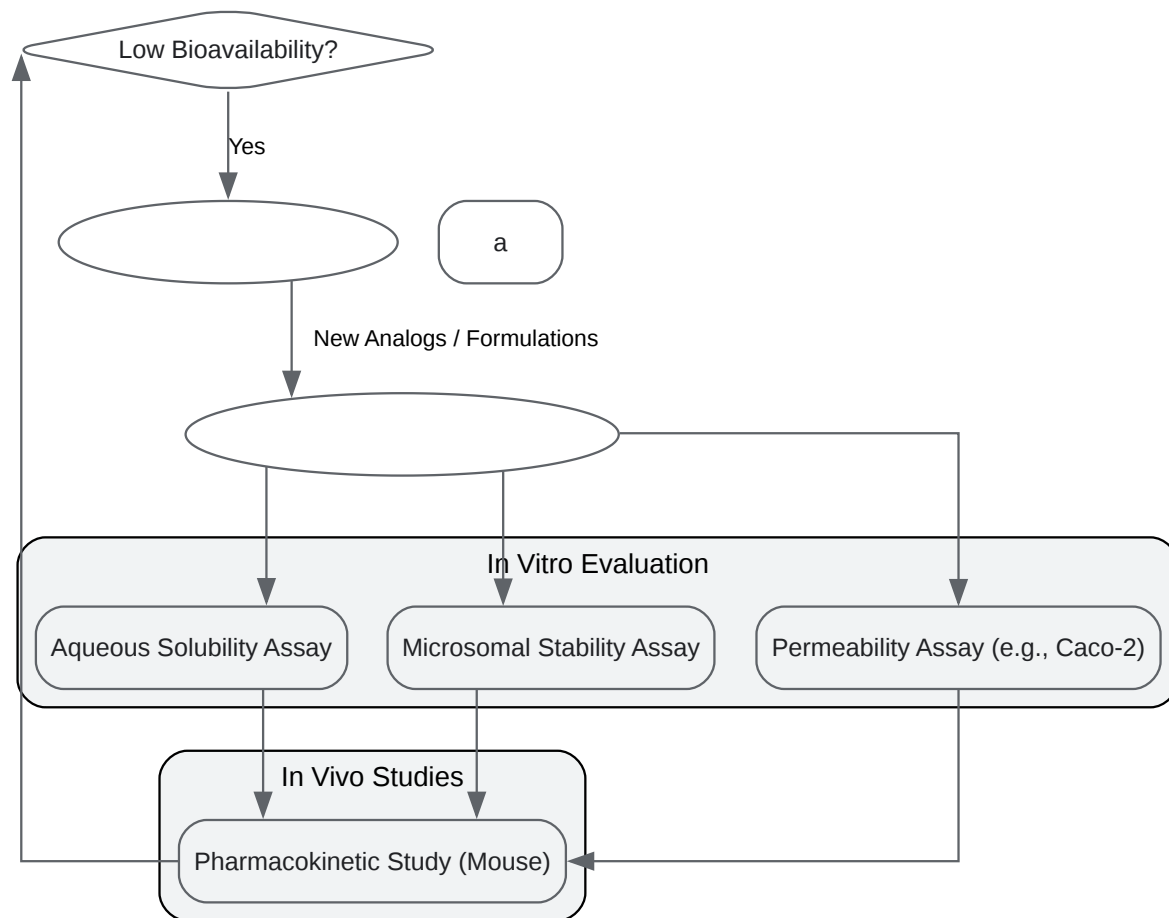 Low Bioavailability?
Yes
a
New Analogs / Formulations
In Vitro Evaluation
Aqueous Solubility Assay
Microsomal Stability Assay
Permeability Assay (e.g., Caco-2)
In Vivo Studies
Pharmacokinetic Study (Mouse)